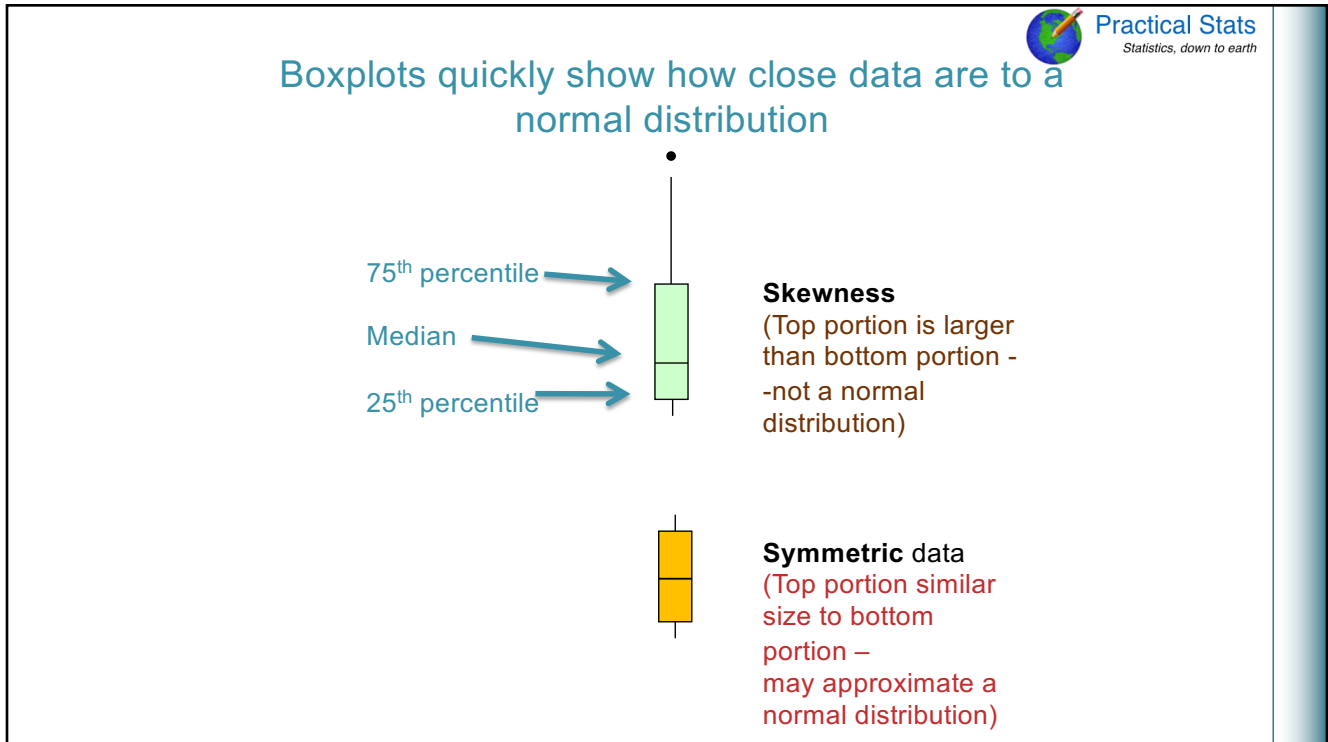 Practical Stats
Statistics, down to earth
Boxplots quickly show how close data are to a
normal distribution
75th percentile
Median
25th percentile
Skewness
(Top portion is larger
than bottom portion -
-not a normal
distribution)
Symmetric data
(Top portion similar
size to bottom
portion –
may approximate a
normal distribution)